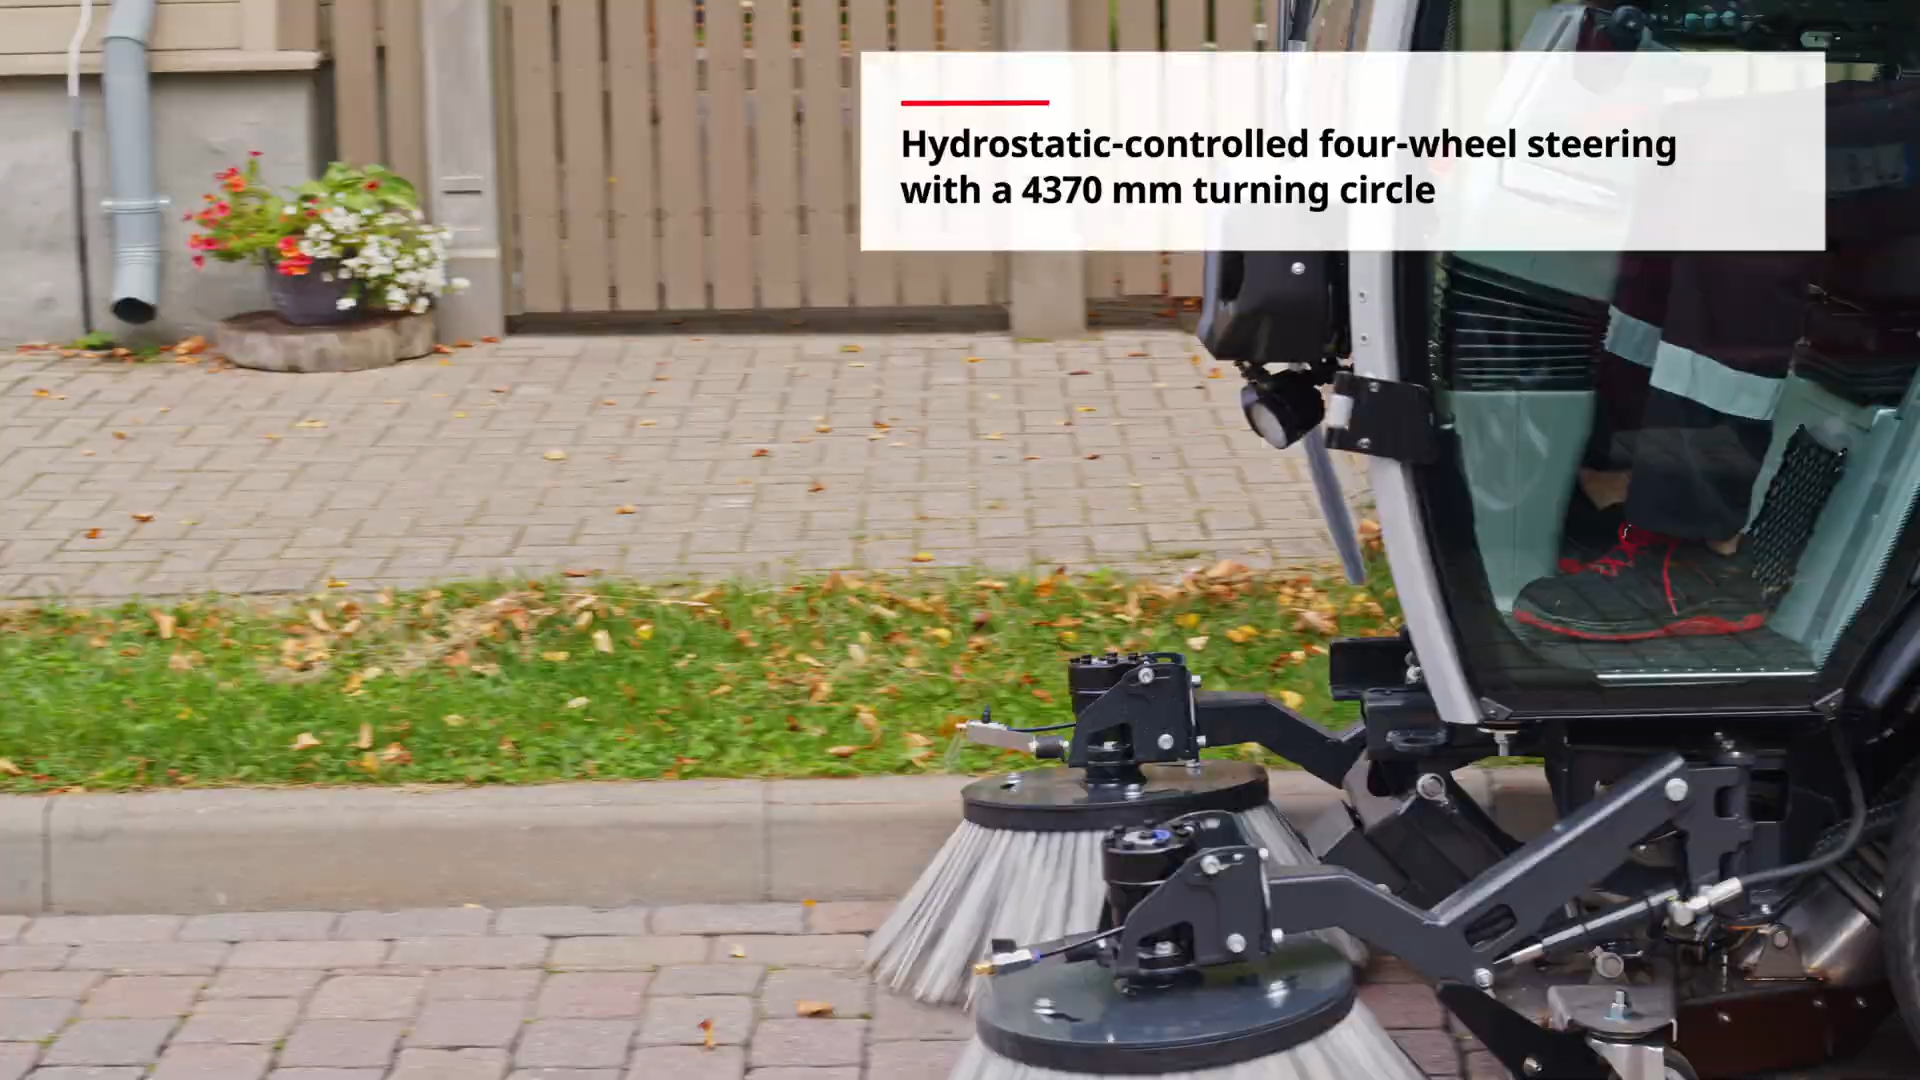 Hydrostatic-controlled four-wheel steering
with a 4370 mm turning circle